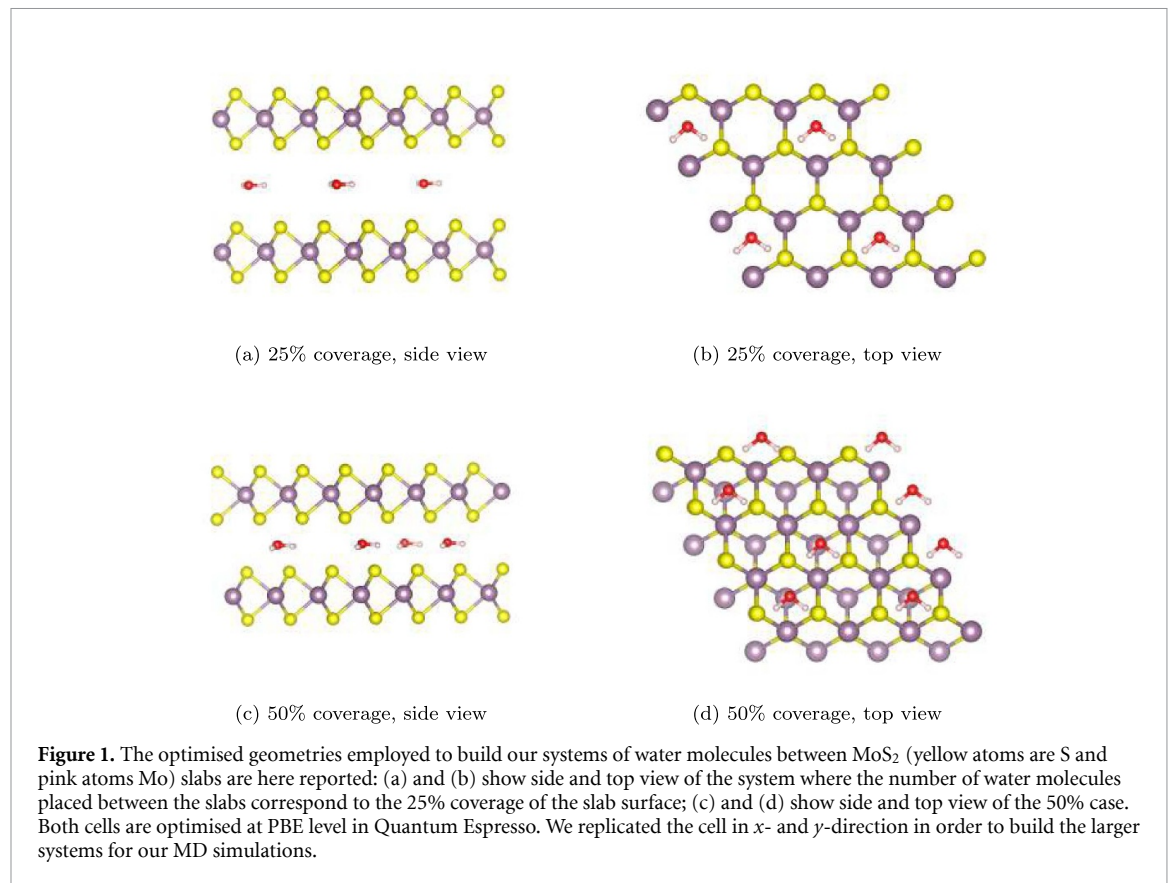 (a) 25% coverage, side view
(b) 25% coverage, top view
(c) 50% coverage, side view
(d) 50% coverage, top view
Figure 1. The optimised geometries employed to build our systems of water molecules between MoS₂ (yellow atoms are S and
pink atoms Mo) slabs are here reported: (a) and (b) show side and top view of the system where the number of water molecules
placed between the slabs correspond to the 25% coverage of the slab surface; (c) and (d) show side and top view of the 50% case.
Both cells are optimised at PBE level in Quantum Espresso. We replicated the cell in x- and y-direction in order to build the larger
systems for our MD simulations.